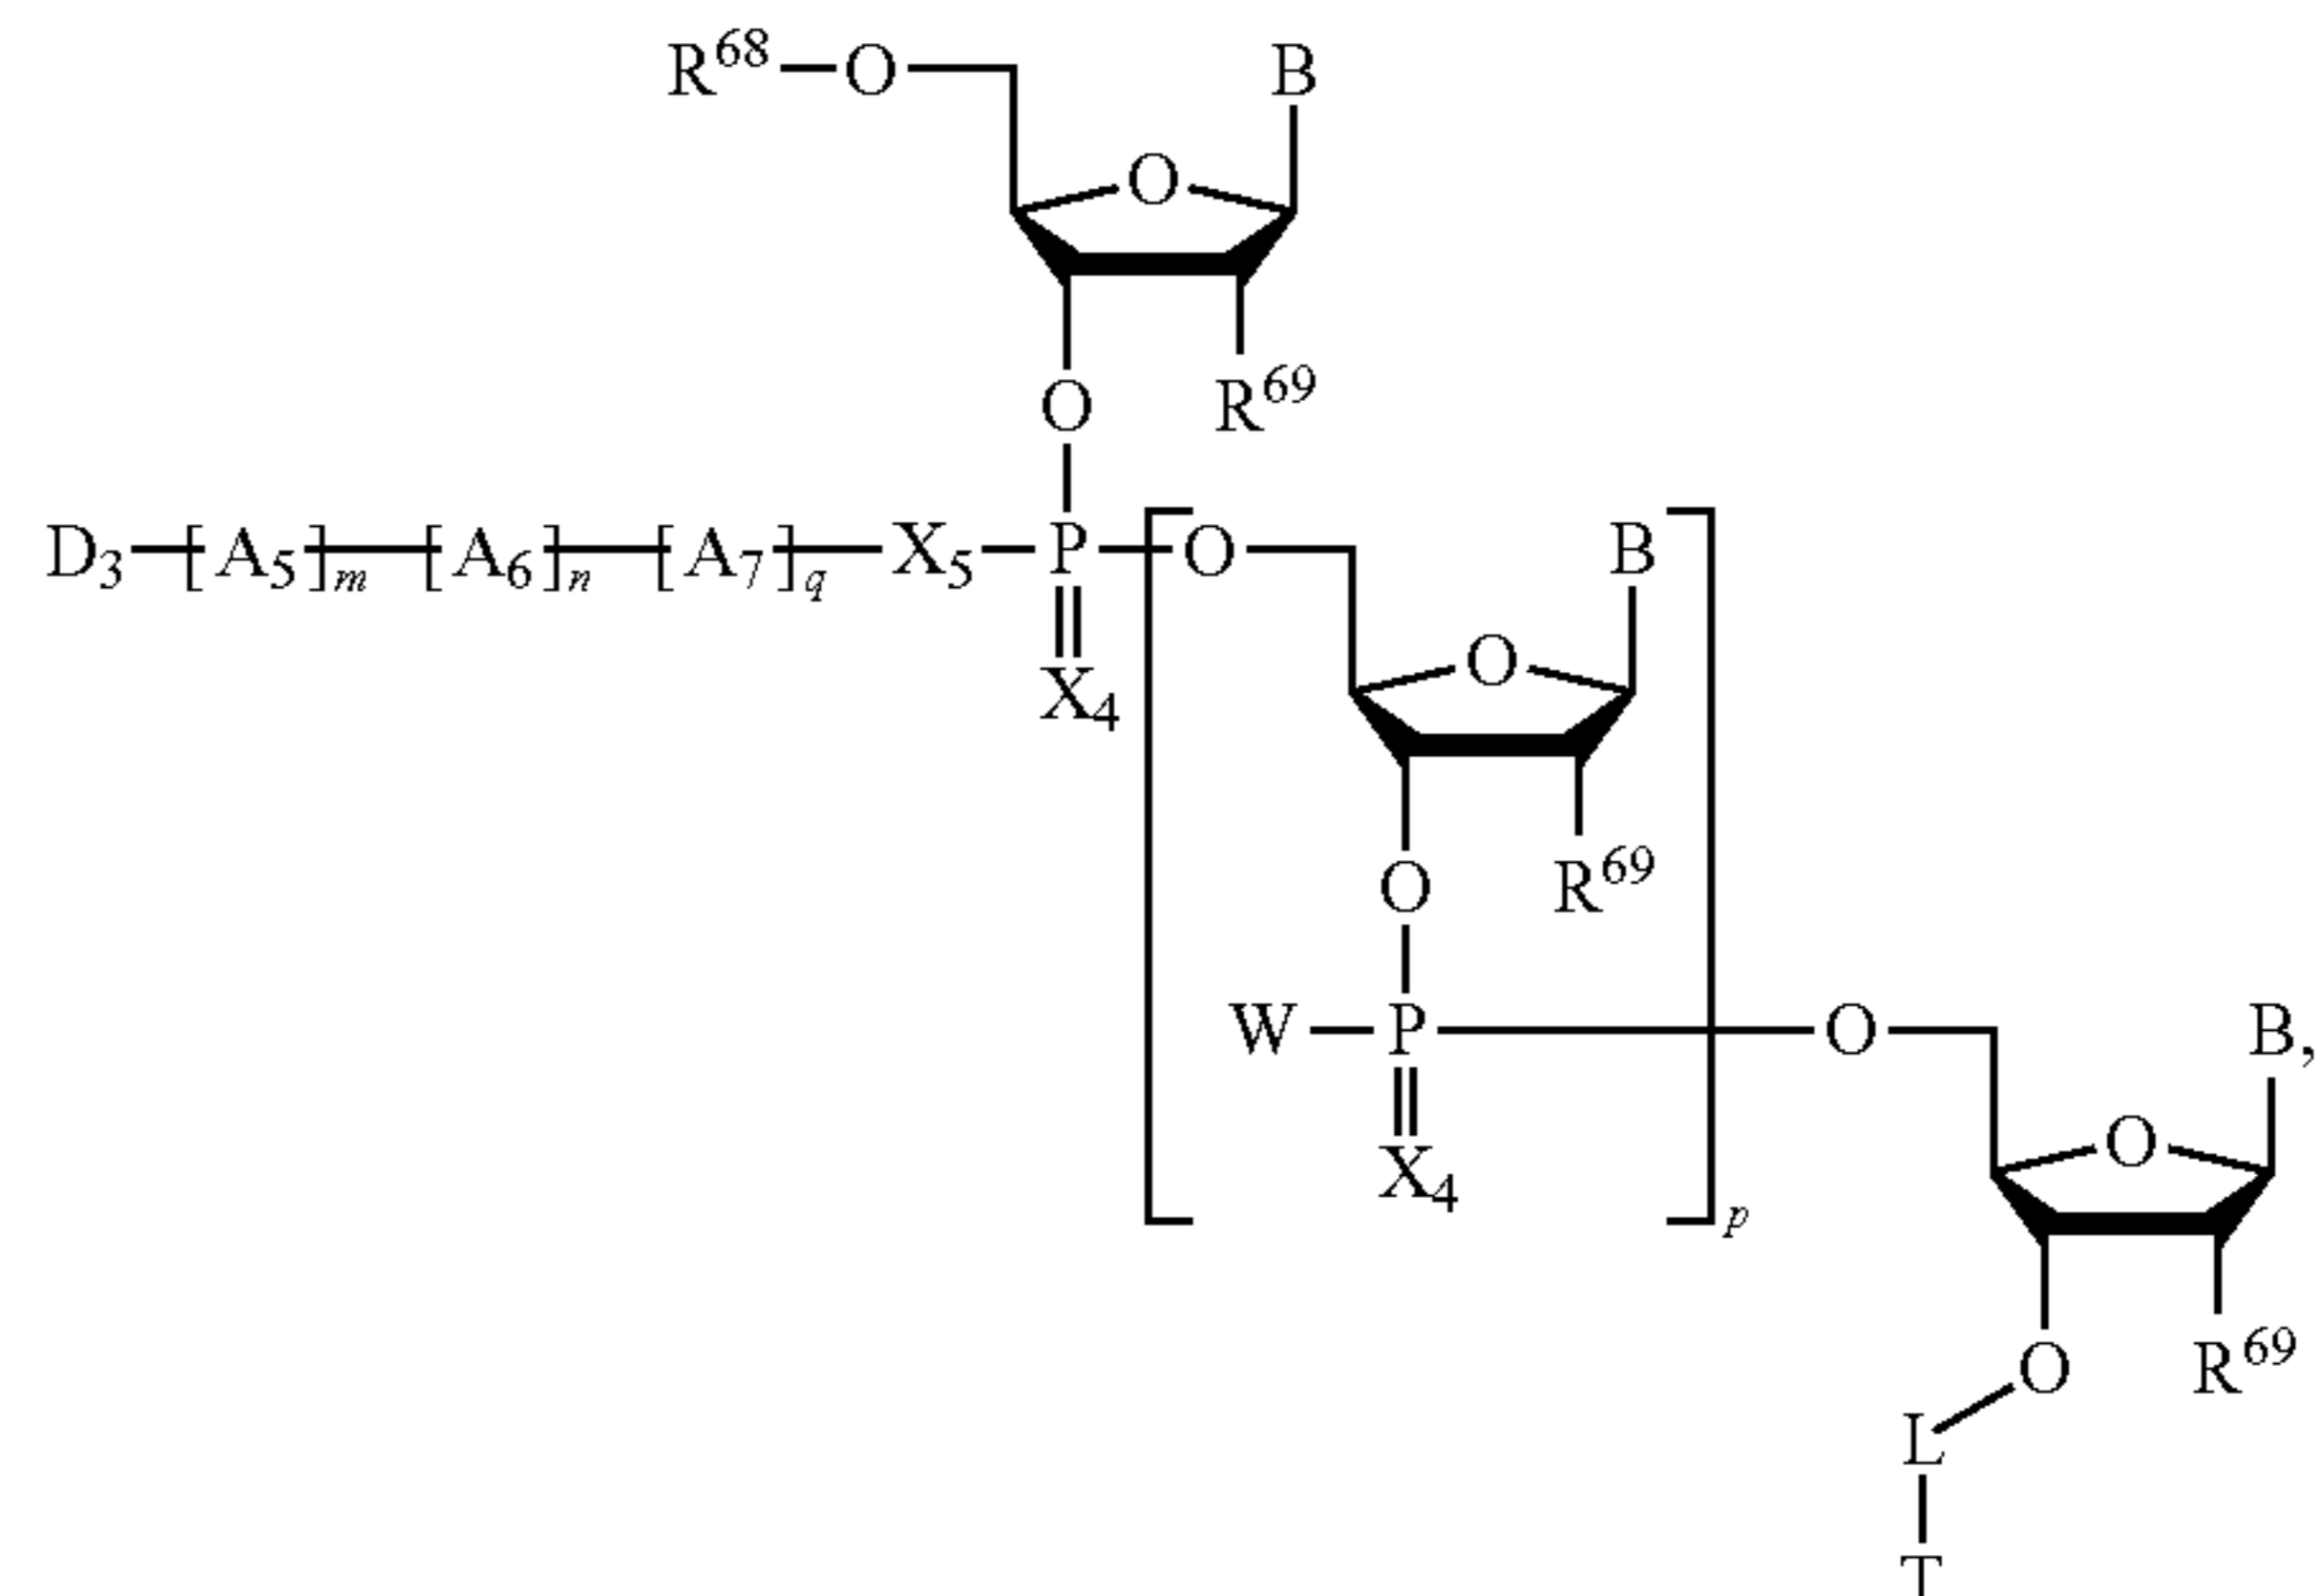 R⁶⁸—O B
O
O R⁶⁹
D₃—[A₅]ₘ—[A₆]ₙ—[A₇]q—X₅—P—[O B
X₄ O
O R⁶⁹
W—P—]p—O B,
X₄ O
O R⁶⁹
L
T